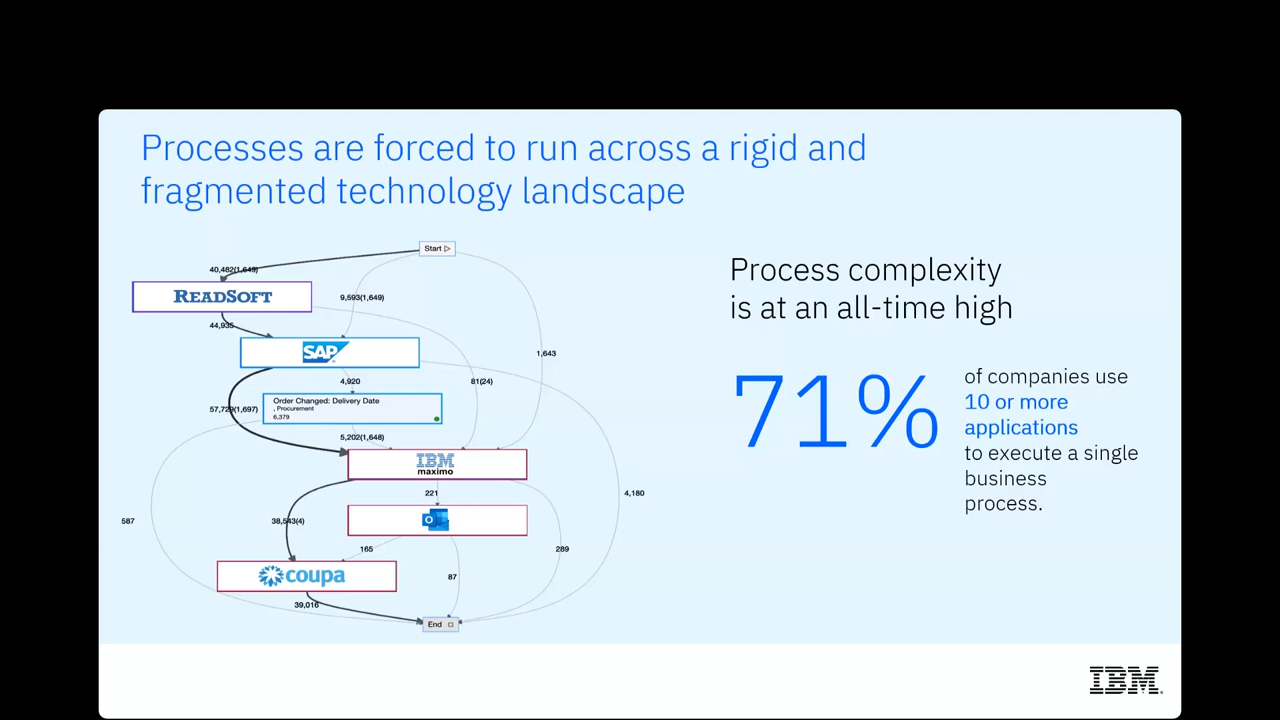 Processes are forced to run across a rigid and
fragmented technology landscape
Start
40,482(1,643)
READSOFT
9,593(1,649)
44,935
SAP
1,643
4,920
81(24)
Order Changed: Delivery Date
, Procurement
6,379
57,729(1,697)
5,202(1,648)
IBM
maximo
221
4,180
587
38,543(4)
O
165
289
coupa
87
39,016
End
Process complexity
is at an all-time high
71%
of companies use
10 or more
applications
to execute a single
business
process.
IBM